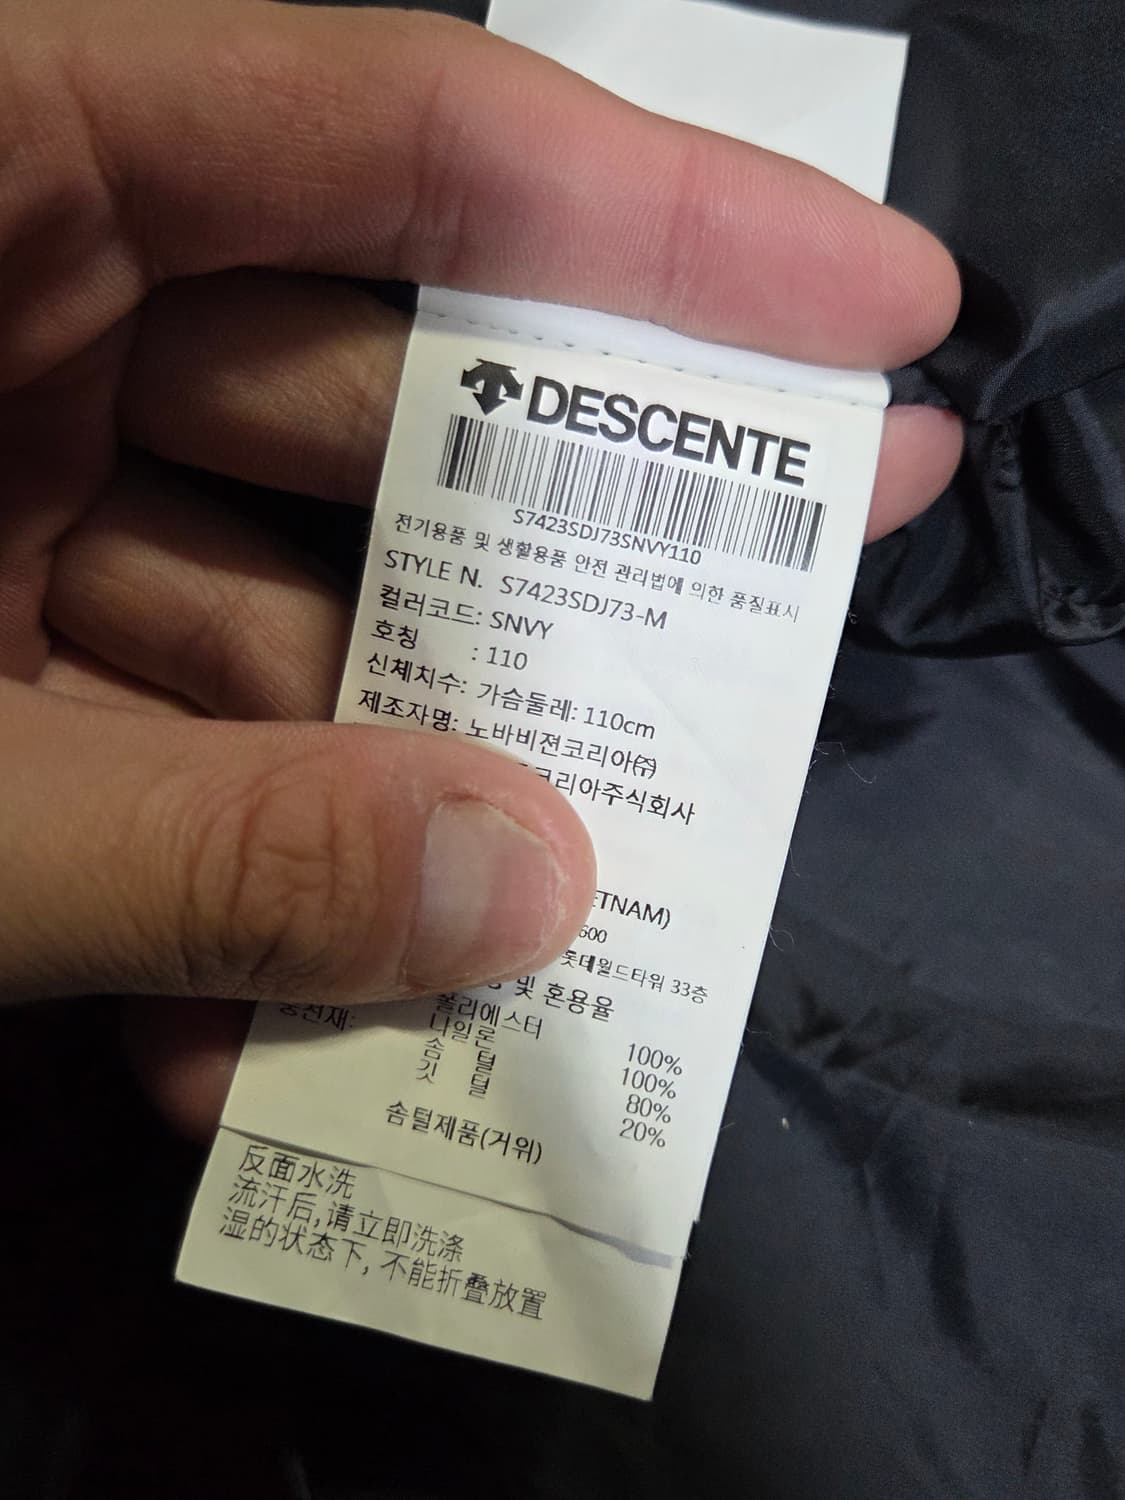 DESCENTE
S7423SDJ73SNVY110
전기용품 및 생활용품 안전 관리법에 의한 품질표시
STYLE N. S7423SDJ73-M
컬러코드: SNVY
호칭 : 110
신체치수: 가슴둘레: 110cm
제조자명: 노바비젼코리아㈜
코리아주식회사
ETNAM)
600
롯데월드타워 33층
및 혼용율
폴리에스터 100%
충전재: 나일론 100%
솜 털 80%
깃 털 20%
솜털제품(거위)
反面水洗
流汗后,请立即洗涤
湿的状态下,不能折叠放置